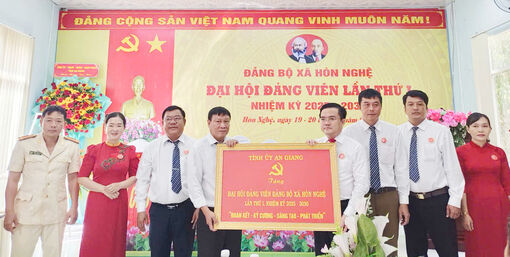 ĐẢNG CỘNG SẢN VIỆT NAM QUANG VINH MUÔN NĂM!
ĐẢNG BỘ XÃ HÒN NGHỆ
ĐẠI HỘI ĐẢNG VIÊN LẦN THỨ I
NHIỆM KỲ 2025 - 2030
Hòn Nghệ, ngày 19 - 20
TỈNH ỦY AN GIANG
Tặng
ĐẠI HỘI ĐẢNG VIÊN ĐẢNG BỘ XÃ HÒN NGHỆ
LẦN THỨ I, NHIỆM KỲ 2025 - 2030
"ĐOÀN KẾT - KỶ CƯƠNG - SÁNG TẠO - PHÁT TRIỂN"